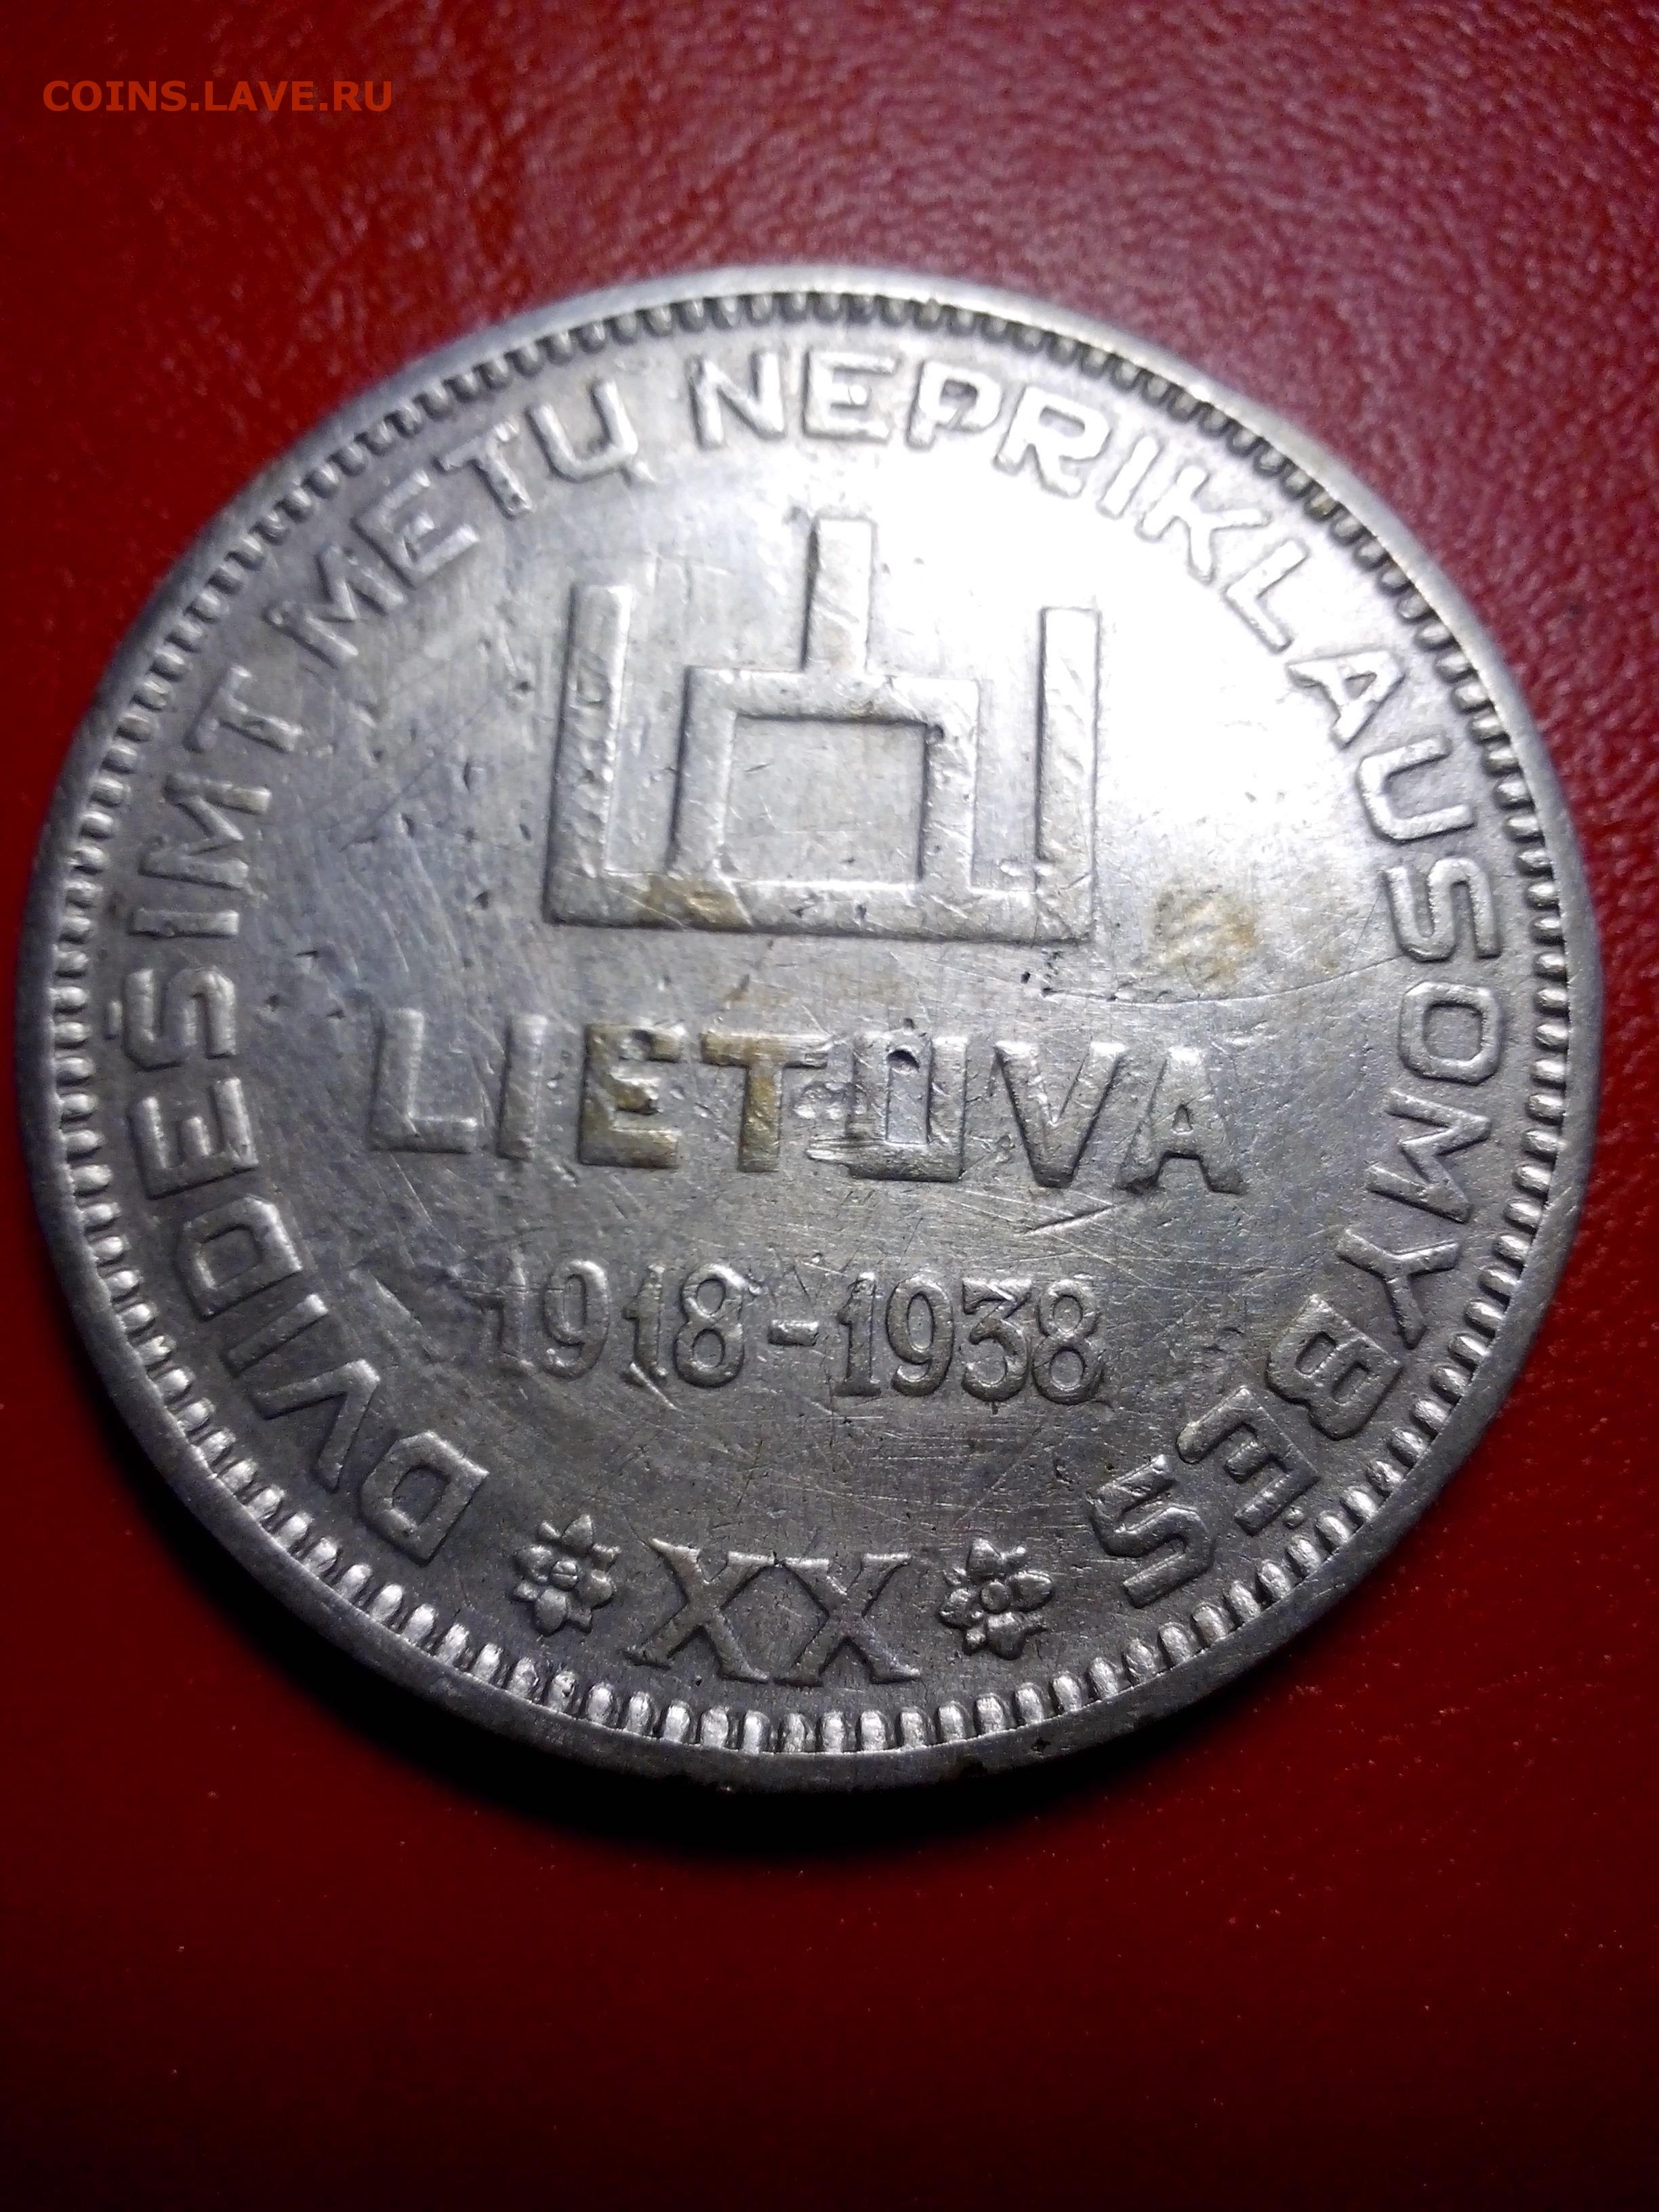 COINS.LAVE.RU
DVIDEŠIMT METŲ NEPRIKLAUSOMYBĖS
LIETUVA
1918-1938
XX